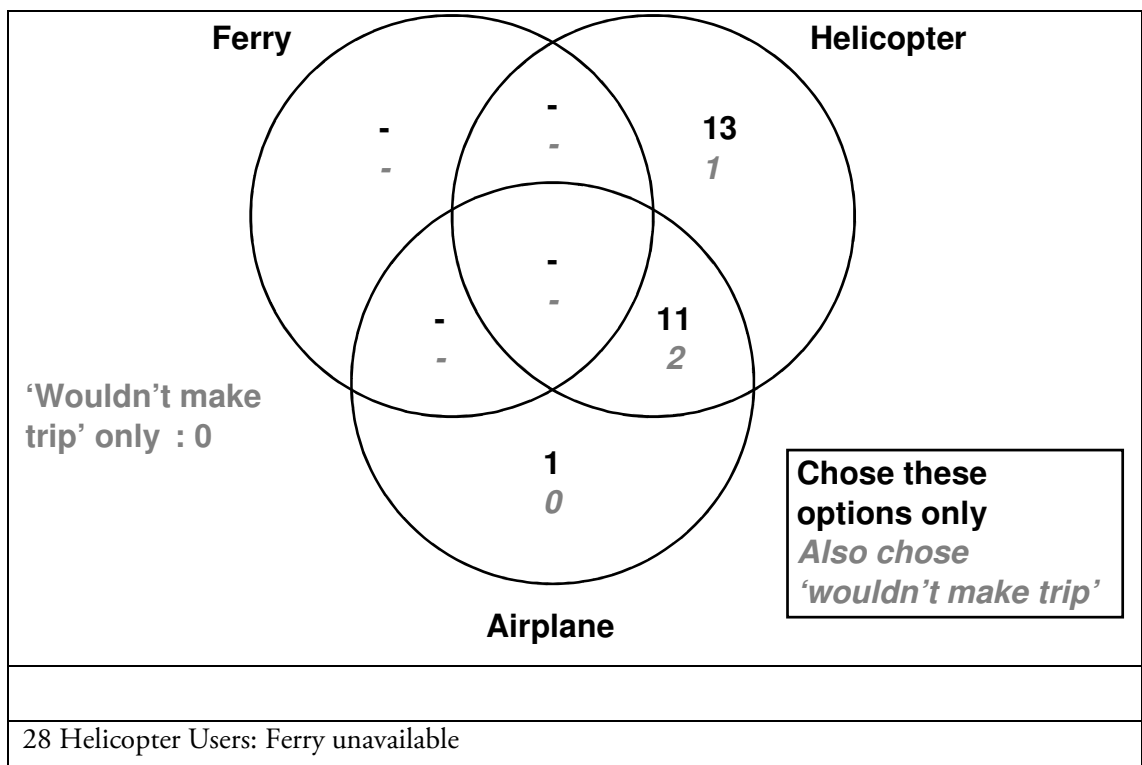 Ferry
Helicopter
-
-
-
-
13
1
-
-
-
-
11
2
‘Wouldn’t make
trip’ only : 0
1
0
Chose these
options only
Also chose
‘wouldn’t make trip’
Airplane
28 Helicopter Users: Ferry unavailable